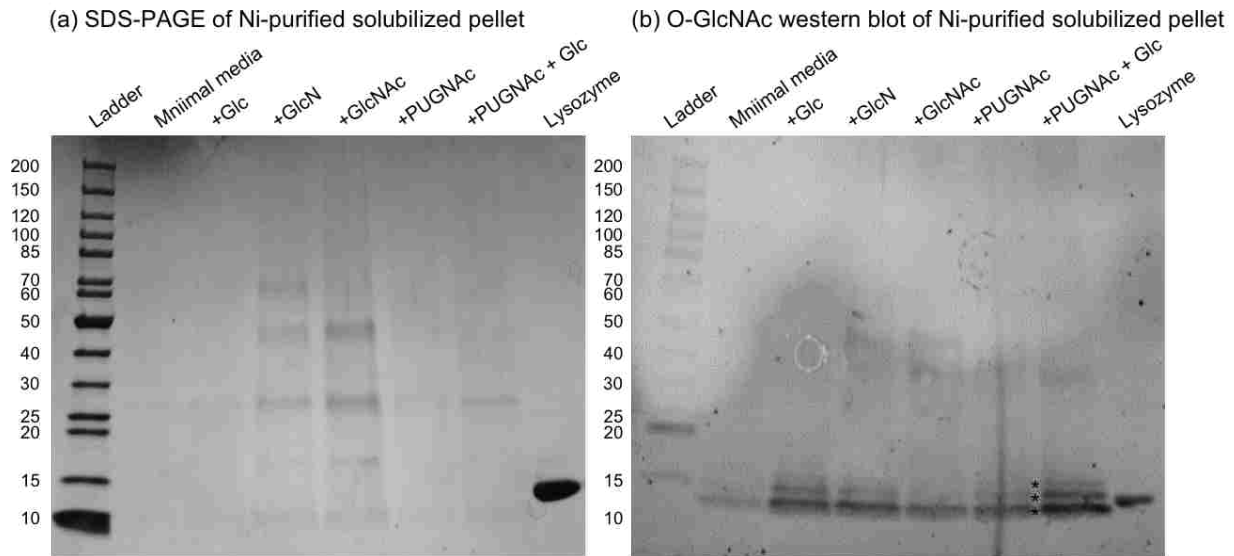 (a) SDS-PAGE of Ni-purified solubilized pellet
Ladder
Mniimal media
+Glc
+GlcN
+GlcNAc
+PUGNAc
+PUGNAc + Glc
Lysozyme
200
150
120
100
85
70
60
50
40
30
25
20
15
10
(b) O-GlcNAc western blot of Ni-purified solubilized pellet
Ladder
Mniimal media
+Glc
+GlcN
+GlcNAc
+PUGNAc
+PUGNAc + Glc
Lysozyme
200
150
120
100
85
70
60
50
40
30
25
20
15
10
*
*
*